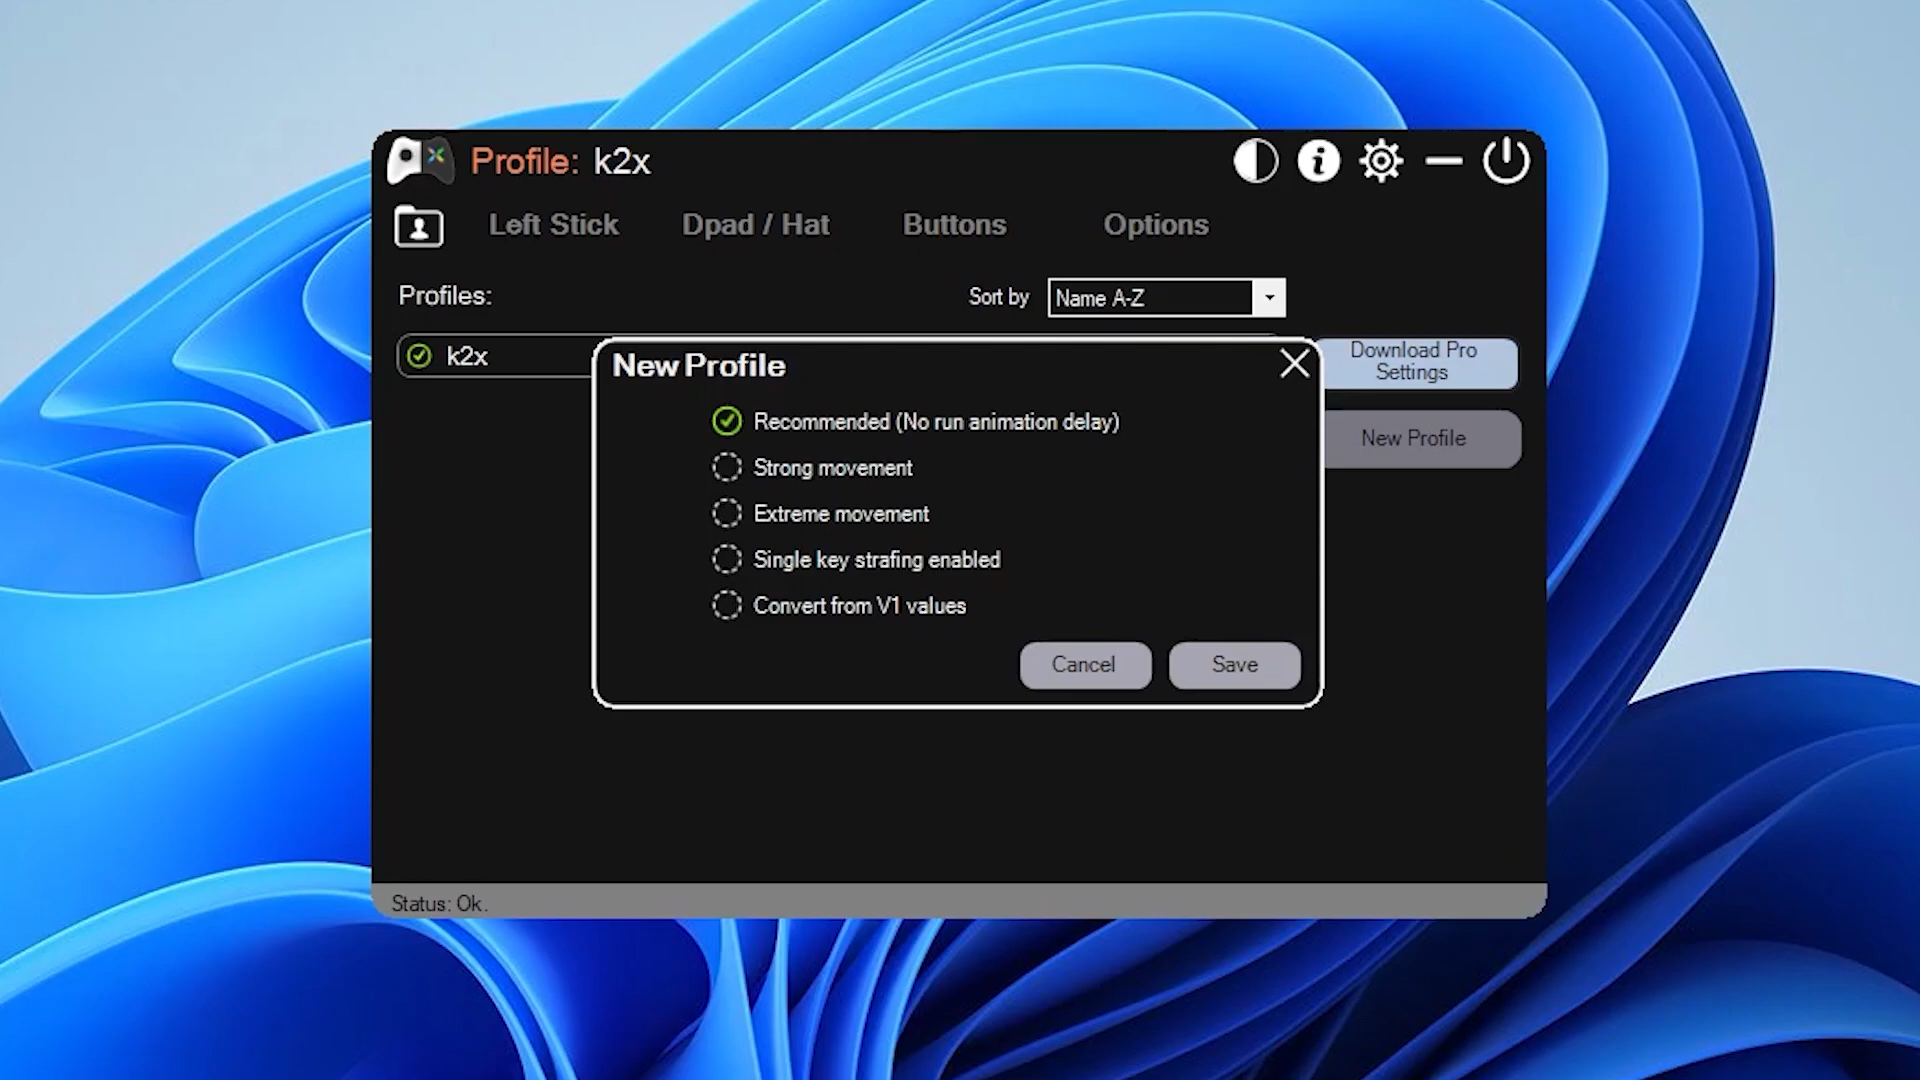 Profile: k2x
Left Stick
Dpad / Hat
Buttons
Options
Profiles:
Sort by
Name A-Z
k2x
Download Pro
Settings
New Profile
New Profile
Recommended (No run animation delay)
Strong movement
Extreme movement
Single key strafing enabled
Convert from V1 values
Cancel
Save
Status: Ok.